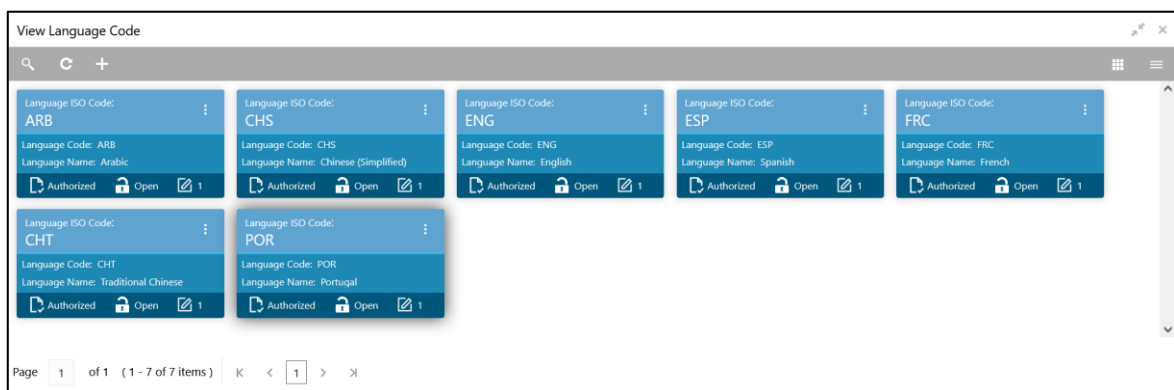 View Language Code
Language ISO Code:
ARB
Language Code: ARB
Language Name: Arabic
Authorized Open 1
Language ISO Code:
CHS
Language Code: CHS
Language Name: Chinese (Simplified)
Authorized Open 1
Language ISO Code:
ENG
Language Code: ENG
Language Name: English
Authorized Open 1
Language ISO Code:
ESP
Language Code: ESP
Language Name: Spanish
Authorized Open 1
Language ISO Code:
FRC
Language Code: FRC
Language Name: French
Authorized Open 1
Language ISO Code:
CHT
Language Code: CHT
Language Name: Traditional Chinese
Authorized Open 1
Language ISO Code:
POR
Language Code: POR
Language Name: Portugal
Authorized Open 1
Page 1 of 1 ( 1 - 7 of 7 items ) 1